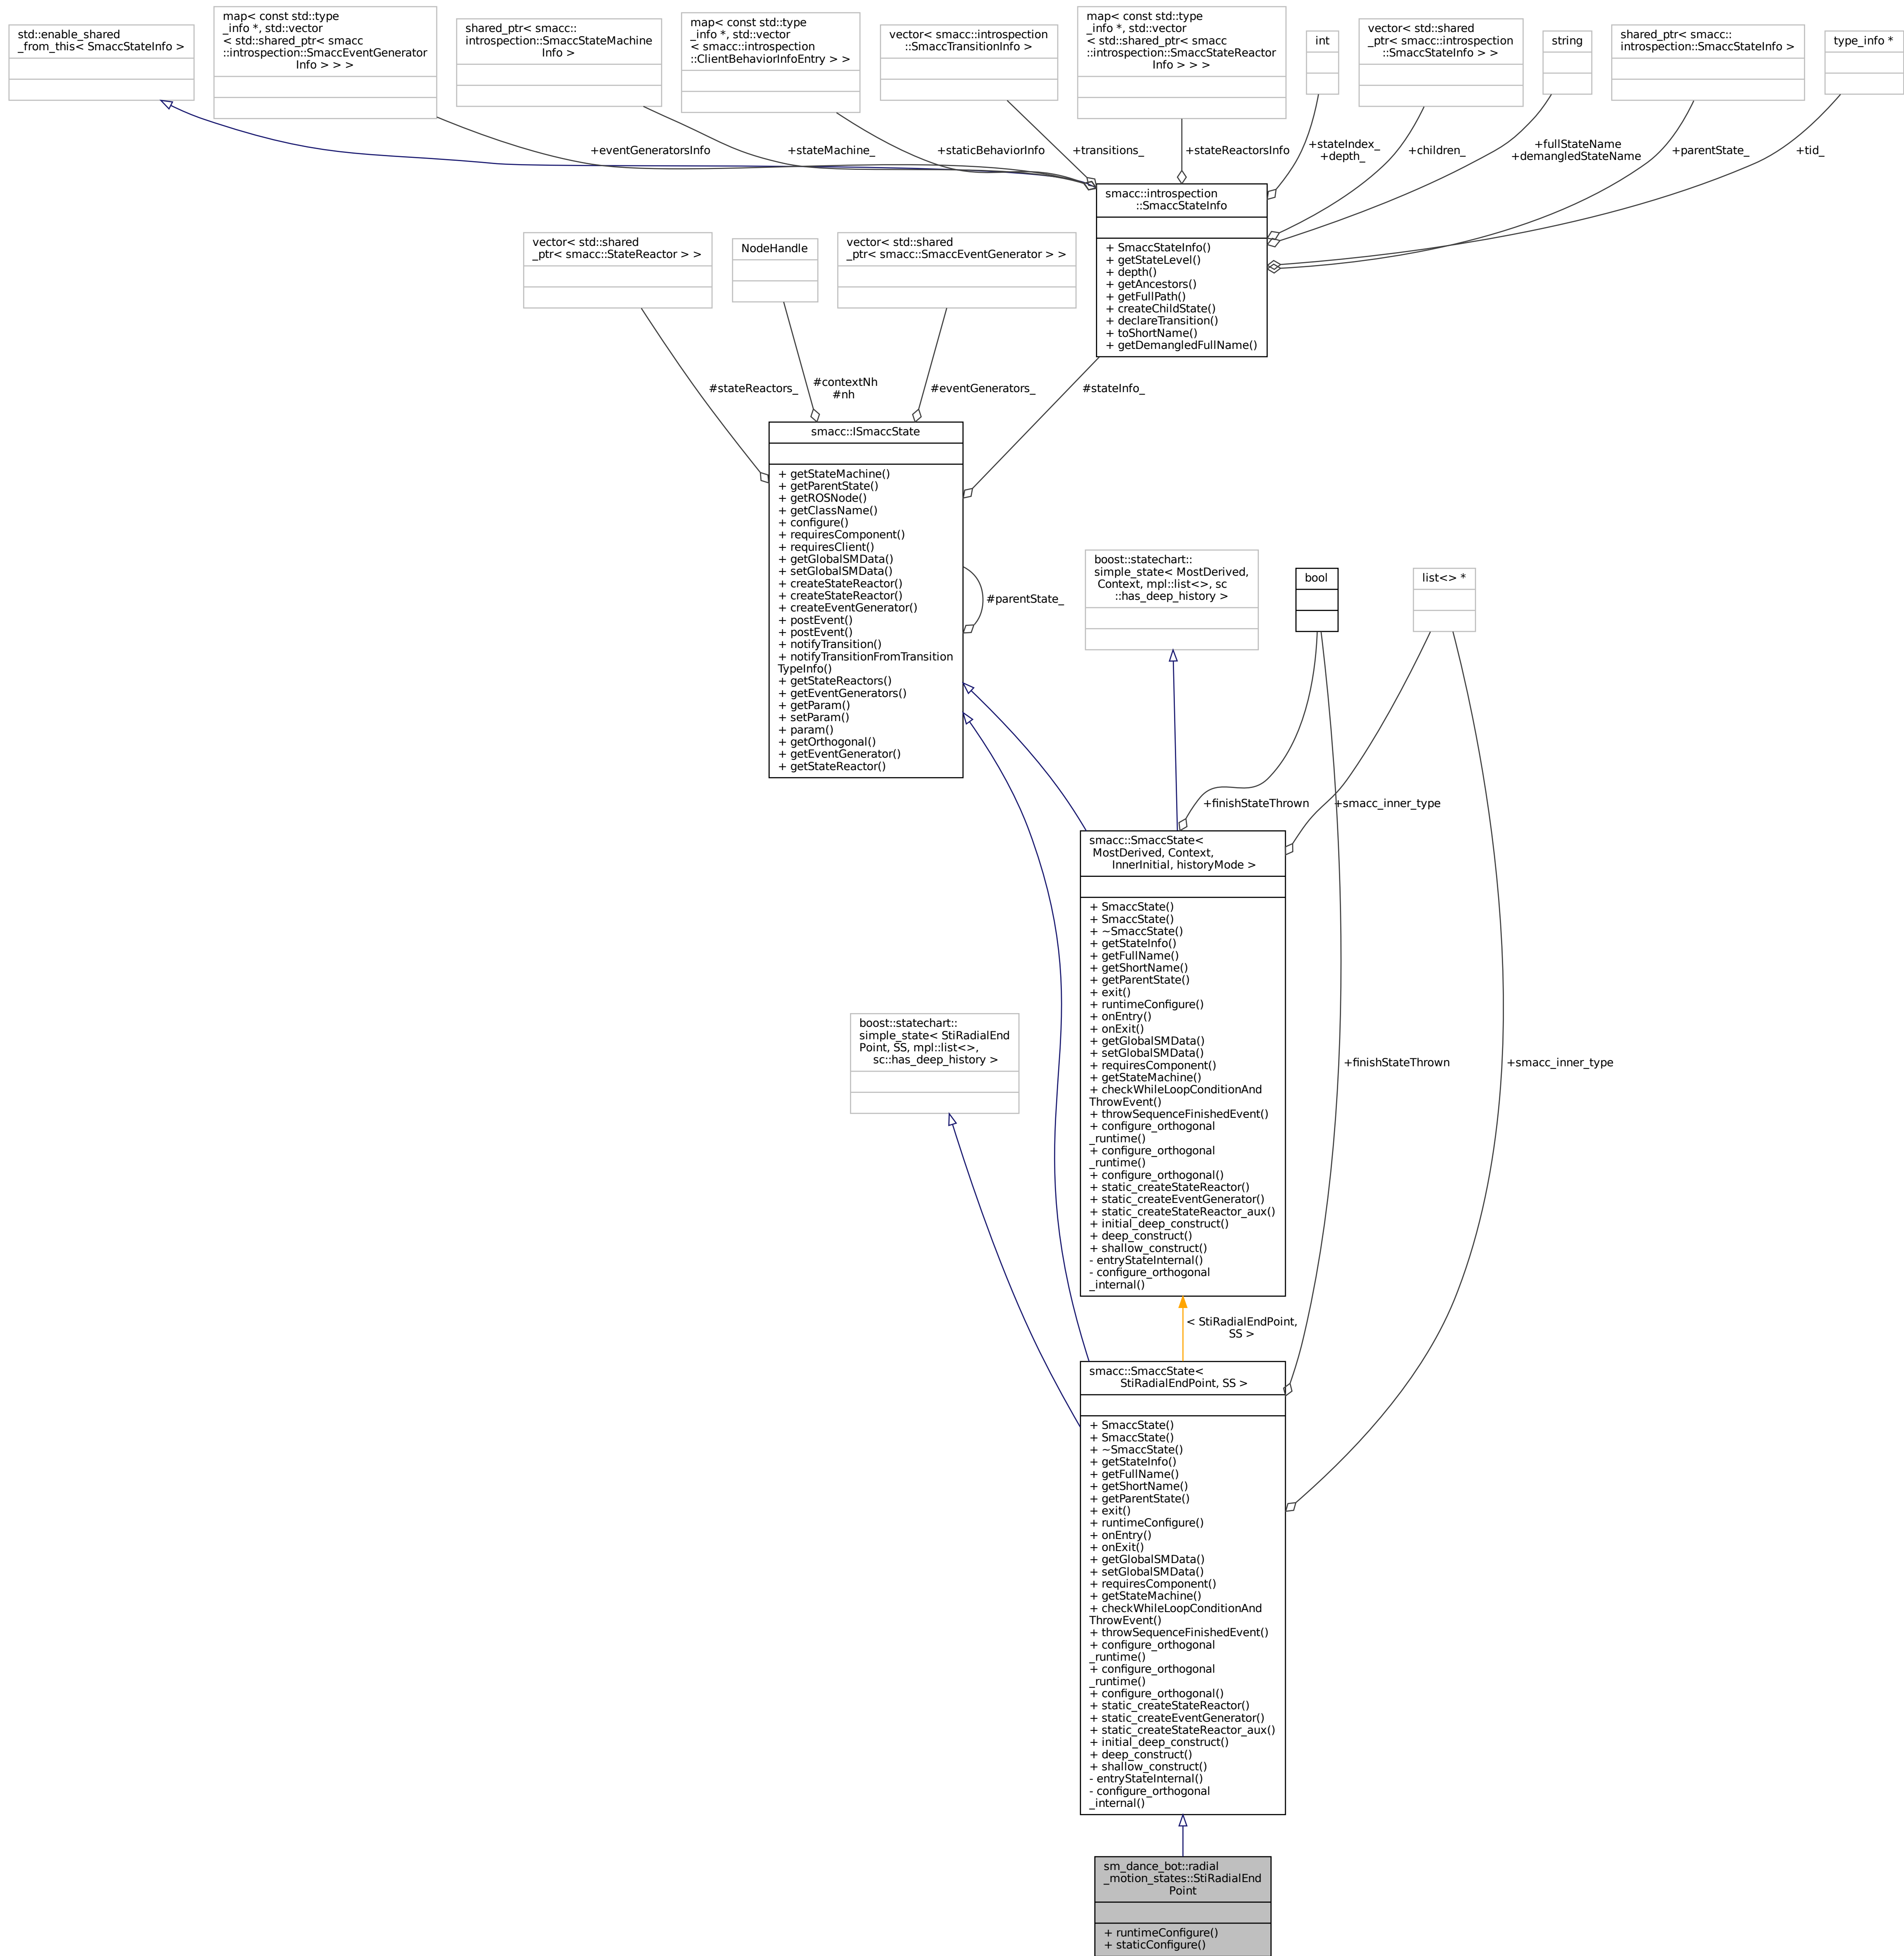 std::enable_shared
_from_this< SmaccStateInfo >
map< const std::type
_info *, std::vector
< std::shared_ptr< smacc
::introspection::SmaccEventGenerator
Info > > >
shared_ptr< smacc::
introspection::SmaccStateMachine
Info >
map< const std::type
_info *, std::vector
< smacc::introspection
::ClientBehaviorInfoEntry > >
vector< smacc::introspection
::SmaccTransitionInfo >
map< const std::type
_info *, std::vector
< std::shared_ptr< smacc
::introspection::SmaccStateReactor
Info > > >
int
vector< std::shared
_ptr< smacc::introspection
::SmaccStateInfo > >
string
shared_ptr< smacc::
introspection::SmaccStateInfo >
type_info *
+eventGeneratorsInfo
+stateMachine_
+staticBehaviorInfo
+transitions_
+stateReactorsInfo
+stateIndex_
+depth_
+children_
+fullStateName
+demangledStateName
+parentState_
+tid_
smacc::introspection
::SmaccStateInfo
+ SmaccStateInfo()
+ getStateLevel()
+ depth()
+ getAncestors()
+ getFullPath()
+ createChildState()
+ declareTransition()
+ toShortName()
+ getDemangledFullName()
vector< std::shared
_ptr< smacc::StateReactor > >
NodeHandle
vector< std::shared
_ptr< smacc::SmaccEventGenerator > >
#stateReactors_
#contextNh
#nh
#eventGenerators_
#stateInfo_
smacc::ISmaccState
+ getStateMachine()
+ getParentState()
+ getROSNode()
+ getClassName()
+ configure()
+ requiresComponent()
+ requiresClient()
+ getGlobalSMData()
+ setGlobalSMData()
+ createStateReactor()
+ createStateReactor()
+ createEventGenerator()
+ postEvent()
+ postEvent()
+ notifyTransition()
+ notifyTransitionFromTransition
TypeInfo()
+ getStateReactors()
+ getEventGenerators()
+ getParam()
+ setParam()
+ param()
+ getOrthogonal()
+ getEventGenerator()
+ getStateReactor()
#parentState_
boost::statechart::
simple_state< MostDerived,
Context, mpl::list<>, sc
::has_deep_history >
bool
list<> *
+finishStateThrown
+smacc_inner_type
smacc::SmaccState<
MostDerived, Context,
InnerInitial, historyMode >
+ SmaccState()
+ SmaccState()
+ ~SmaccState()
+ getStateInfo()
+ getFullName()
+ getShortName()
+ getParentState()
+ exit()
+ runtimeConfigure()
+ onEntry()
+ onExit()
+ getGlobalSMData()
+ setGlobalSMData()
+ requiresComponent()
+ getStateMachine()
+ checkWhileLoopConditionAnd
ThrowEvent()
+ throwSequenceFinishedEvent()
+ configure_orthogonal
_runtime()
+ configure_orthogonal
_runtime()
+ configure_orthogonal()
+ static_createStateReactor()
+ static_createEventGenerator()
+ static_createStateReactor_aux()
+ initial_deep_construct()
+ deep_construct()
+ shallow_construct()
- entryStateInternal()
- configure_orthogonal
_internal()
boost::statechart::
simple_state< StiRadialEnd
Point, SS, mpl::list<>,
sc::has_deep_history >
+finishStateThrown
+smacc_inner_type
< StiRadialEndPoint,
SS >
smacc::SmaccState<
StiRadialEndPoint, SS >
+ SmaccState()
+ SmaccState()
+ ~SmaccState()
+ getStateInfo()
+ getFullName()
+ getShortName()
+ getParentState()
+ exit()
+ runtimeConfigure()
+ onEntry()
+ onExit()
+ getGlobalSMData()
+ setGlobalSMData()
+ requiresComponent()
+ getStateMachine()
+ checkWhileLoopConditionAnd
ThrowEvent()
+ throwSequenceFinishedEvent()
+ configure_orthogonal
_runtime()
+ configure_orthogonal
_runtime()
+ configure_orthogonal()
+ static_createStateReactor()
+ static_createEventGenerator()
+ static_createStateReactor_aux()
+ initial_deep_construct()
+ deep_construct()
+ shallow_construct()
- entryStateInternal()
- configure_orthogonal
_internal()
sm_dance_bot::radial
_motion_states::StiRadialEnd
Point
+ runtimeConfigure()
+ staticConfigure()